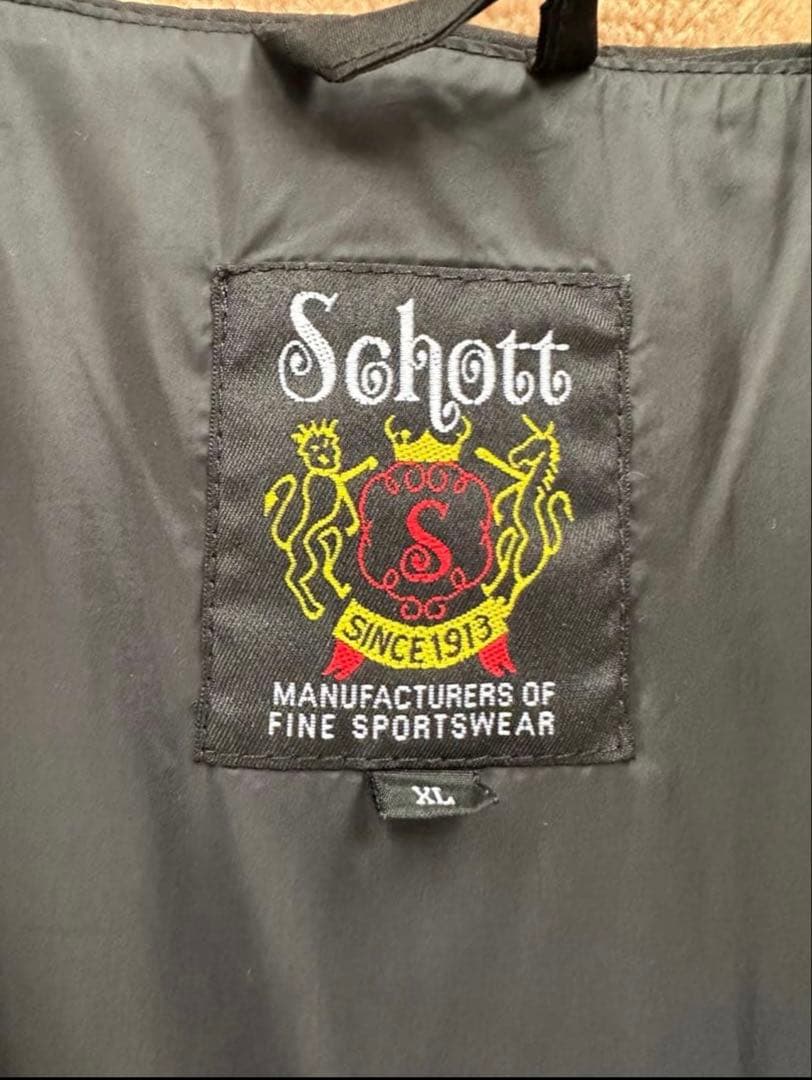 Schott
S
SINCE 1913
MANUFACTURERS OF
FINE SPORTSWEAR
XL